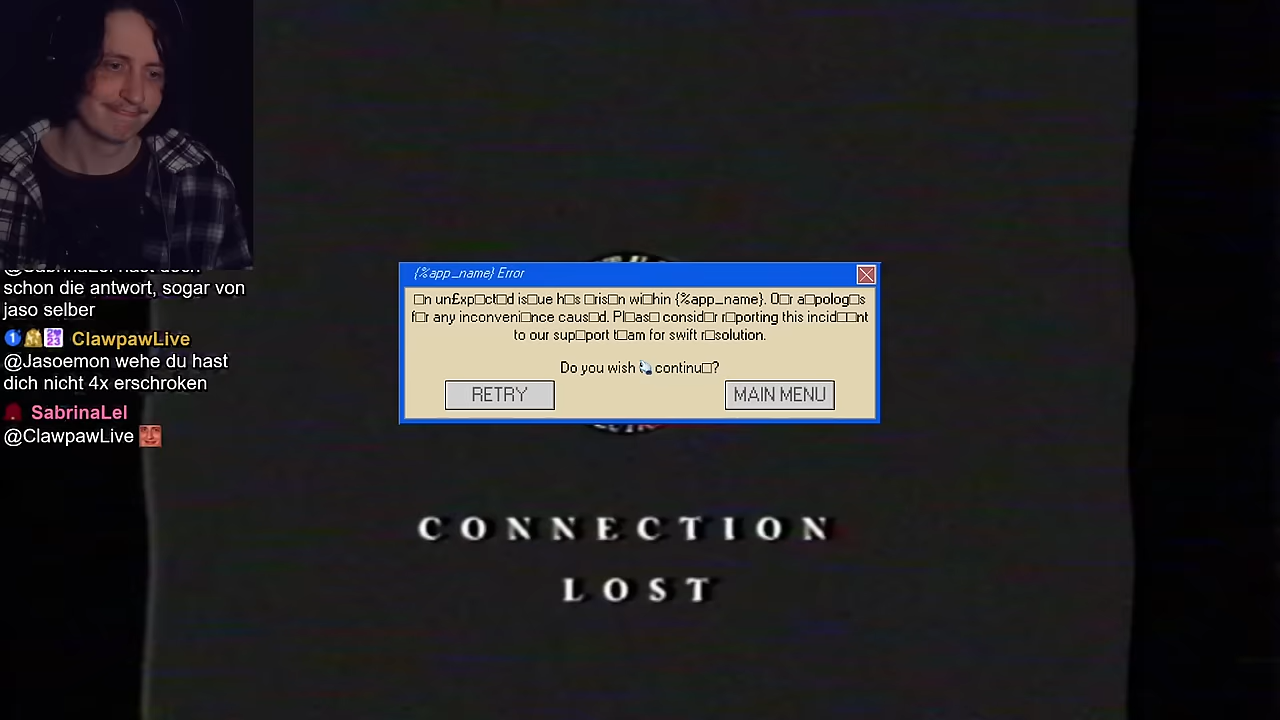 schon die antwort, sogar von
jaso selber
ClawpawLive
@Jasoemon wehe du hast
dich nicht 4x erschroken
SabrinaLel
@ClawpawLive
{%app_name} Error
□n un£xp□ct□d is□ue h□s □ris□n wi□hin {%app_name}. O□r a□polog□s
f□r any inconveni□nce caus□d. Pl□as□ consid□r r□porting this incid□□nt
to our sup□port t□am for swift r□solution.
Do you wish continu□?
RETRY
MAIN MENU
CONNECTION
LOST